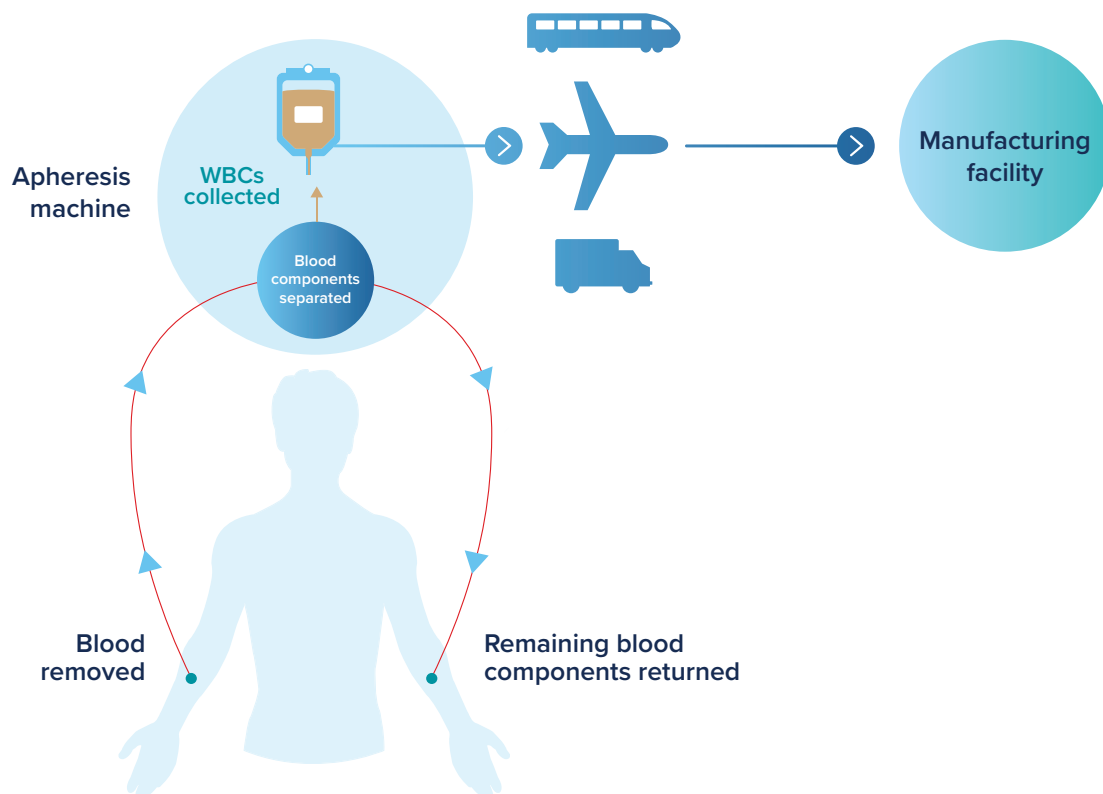 Apheresis
machine
WBCs
collected
Blood
components
separated
Manufacturing
facility
Blood
removed
Remaining blood
components returned